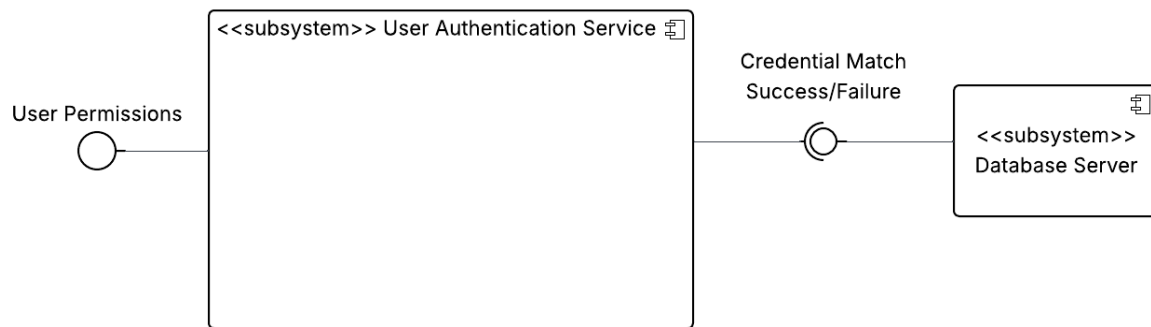 <<subsystem>> User Authentication Service
User Permissions
Credential Match
Success/Failure
<<subsystem>>
Database Server